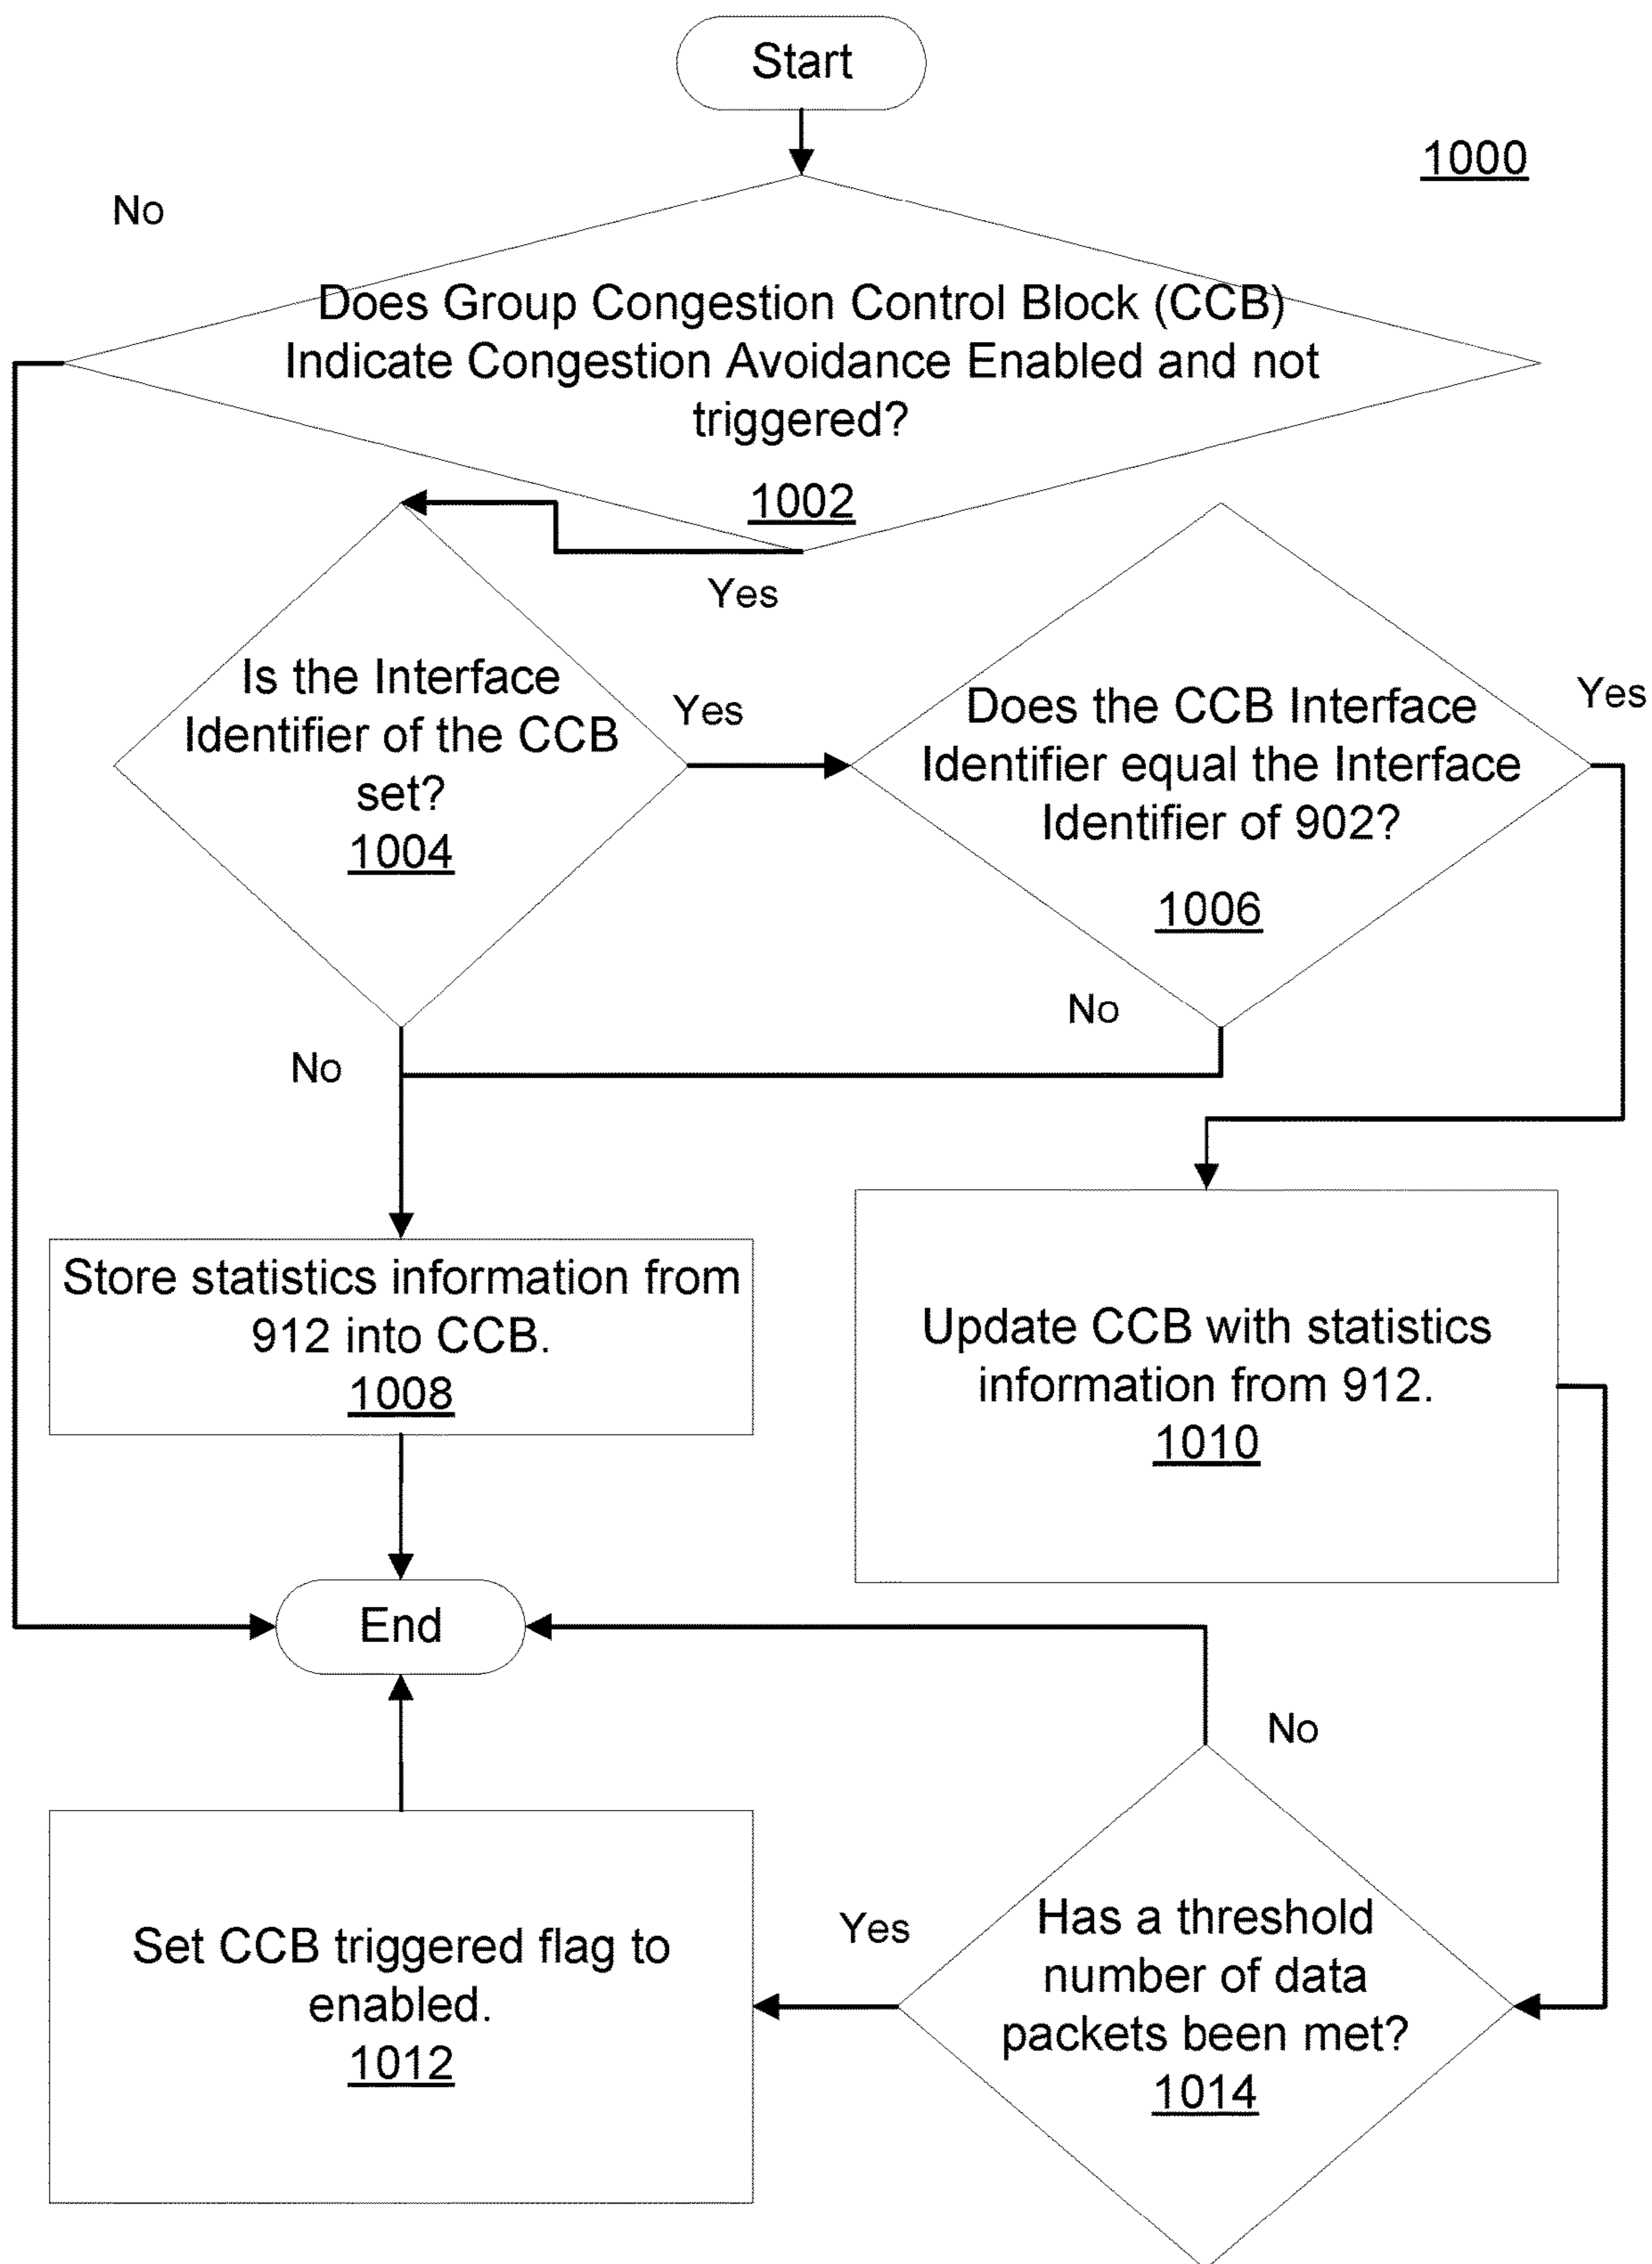 Start
1000
No
Does Group Congestion Control Block (CCB)
Indicate Congestion Avoidance Enabled and not
triggered?
1002
Yes
Is the Interface
Identifier of the CCB
set?
1004
Yes
Does the CCB Interface
Identifier equal the Interface
Identifier of 902?
1006
Yes
No
No
Store statistics information from
912 into CCB.
1008
Update CCB with statistics
information from 912.
1010
End
No
Set CCB triggered flag to
enabled.
1012
Yes
Has a threshold
number of data
packets been met?
1014